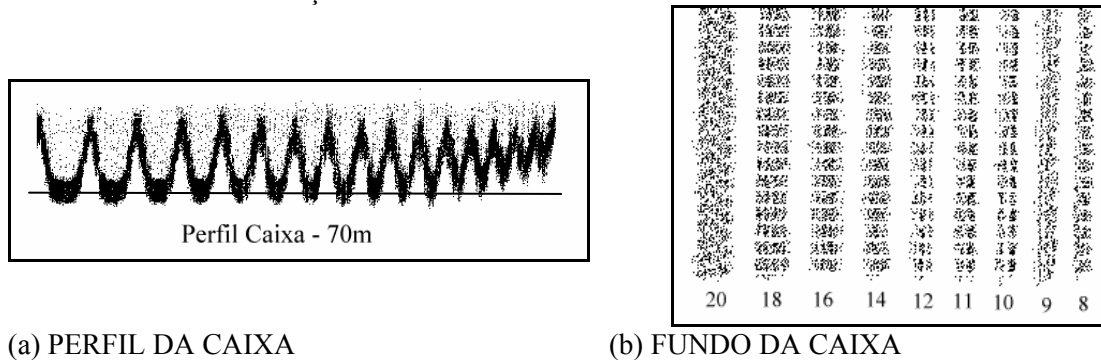 Perfil Caixa - 70m
20 18 16 14 12 11 10 9 8
(a) PERFIL DA CAIXA
(b) FUNDO DA CAIXA